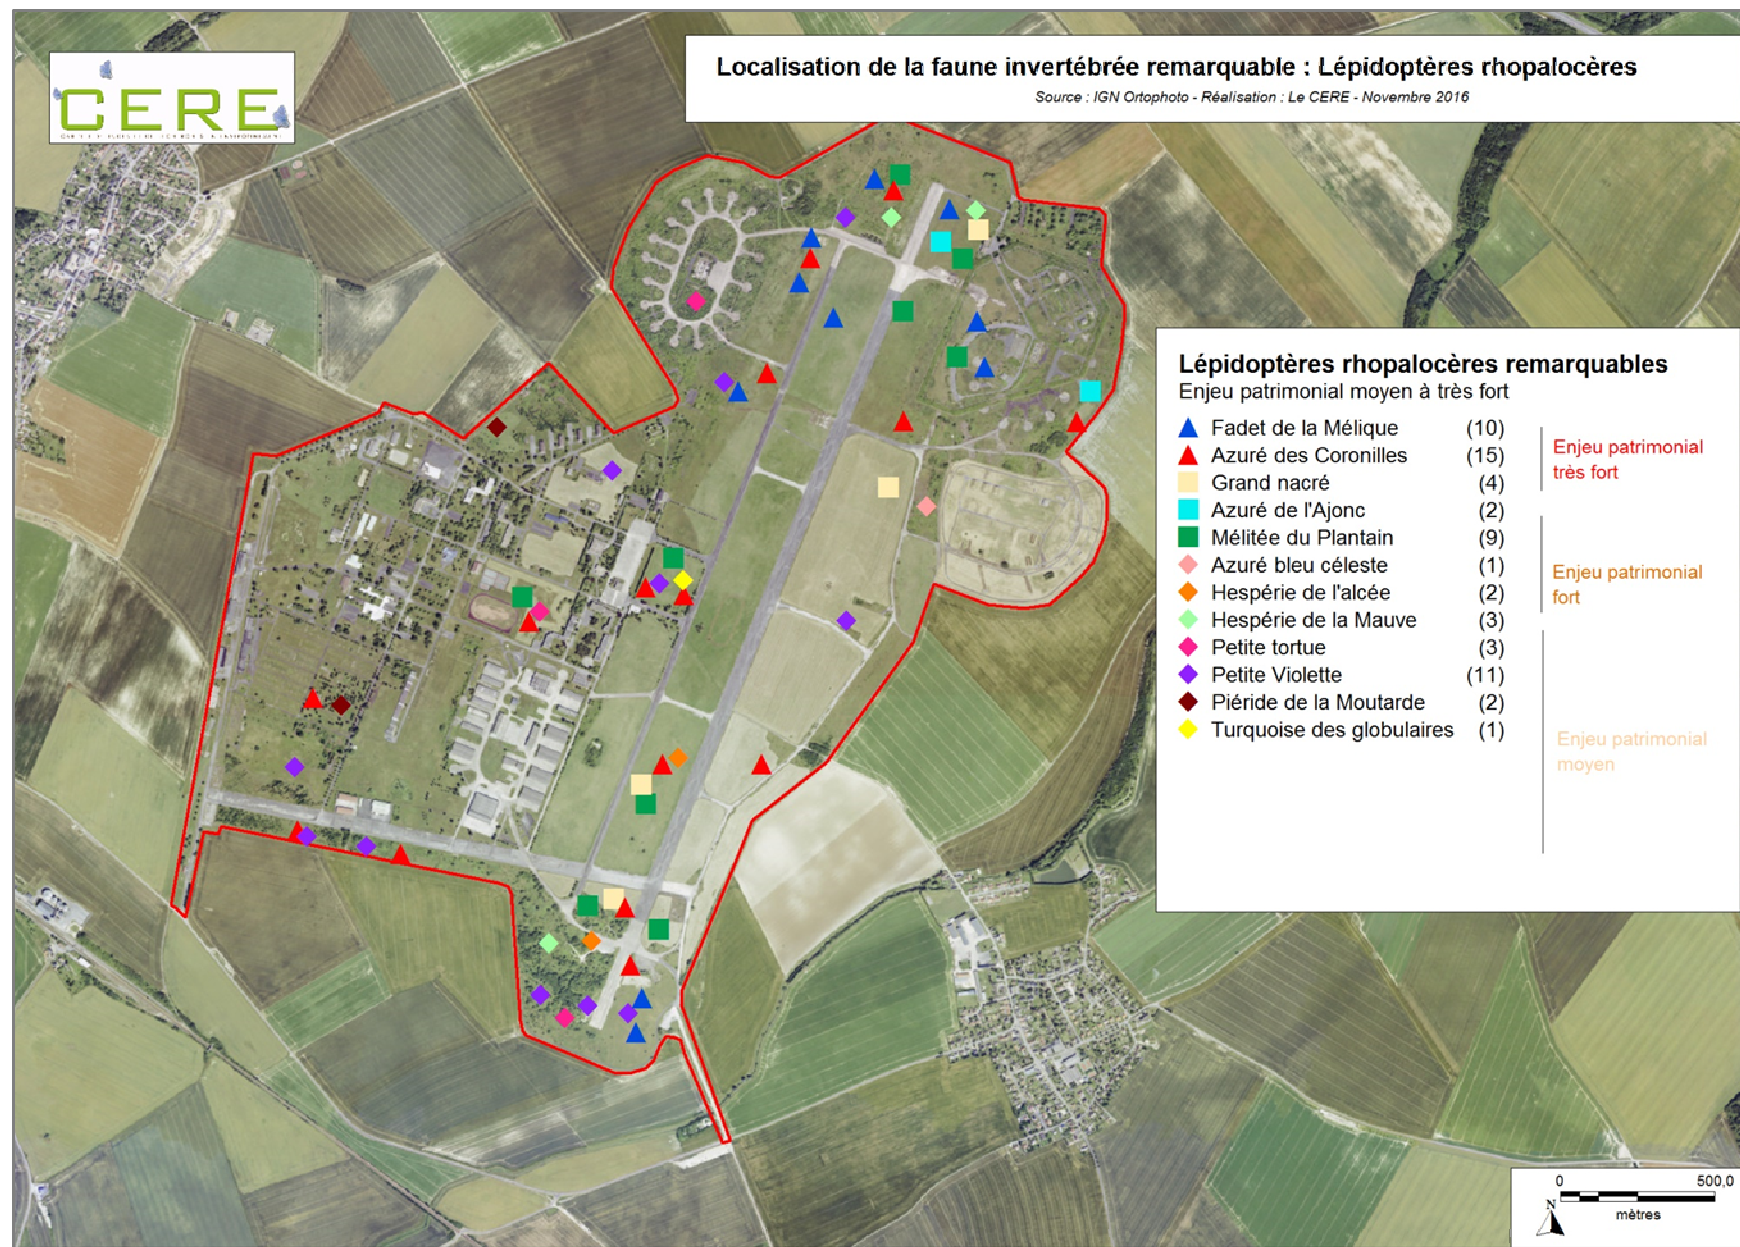 CERE
Localisation de la faune invertébrée remarquable : Lépidoptères rhopalocères
Source : IGN Ortophoto - Réalisation : Le CERE - Novembre 2016
Lépidoptères rhopalocères remarquables
Enjeu patrimonial moyen à très fort
Fadet de la Mélique (10)
Azuré des Coronilles (15)
Grand nacré (4)
Azuré de l'Ajonc (2)
Mélitée du Plantain (9)
Azuré bleu céleste (1)
Hespérie de l'alcée (2)
Hespérie de la Mauve (3)
Petite tortue (3)
Petite Violette (11)
Piéride de la Moutarde (2)
Turquoise des globulaires (1)
Enjeu patrimonial
très fort
Enjeu patrimonial
fort
Enjeu patrimonial
moyen
0 500,0
mètres
N